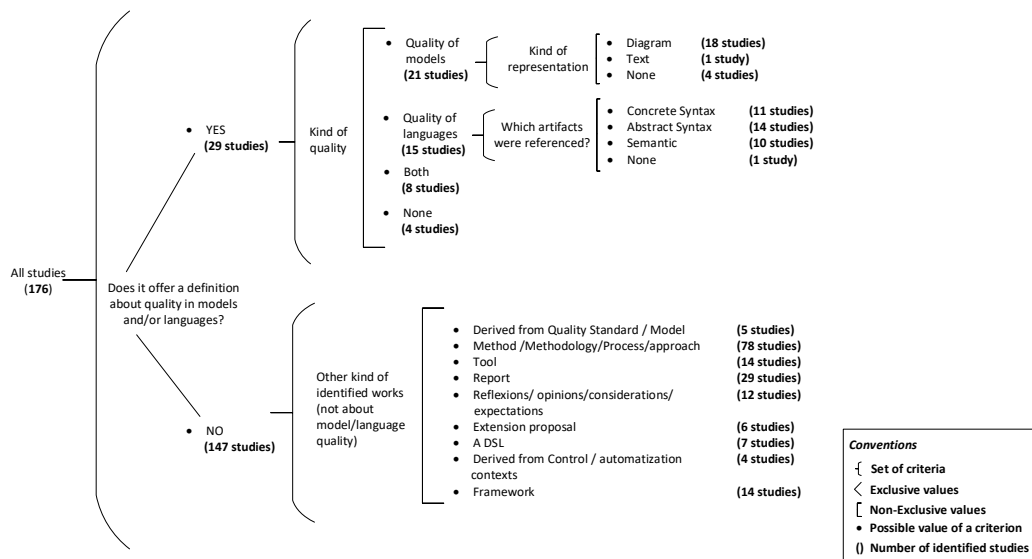 All studies
(176)
Does it offer a definition
about quality in models
and/or languages?
• YES
(29 studies)
Kind of
quality
• Quality of
models
(21 studies)
Kind of
representation
• Diagram (18 studies)
• Text (1 study)
• None (4 studies)
• Quality of
languages
(15 studies)
Which artifacts
were referenced?
• Concrete Syntax (11 studies)
• Abstract Syntax (14 studies)
• Semantic (10 studies)
• None (1 study)
• Both
(8 studies)
• None
(4 studies)
• NO
(147 studies)
Other kind of
identified works
(not about
model/language
quality)
• Derived from Quality Standard / Model (5 studies)
• Method /Methodology/Process/approach (78 studies)
• Tool (14 studies)
• Report (29 studies)
• Reflexions/ opinions/considerations/ (12 studies)
expectations
• Extension proposal (6 studies)
• A DSL (7 studies)
• Derived from Control / automatization (4 studies)
contexts
• Framework (14 studies)
Conventions
{ Set of criteria
< Exclusive values
[ Non-Exclusive values
• Possible value of a criterion
() Number of identified studies